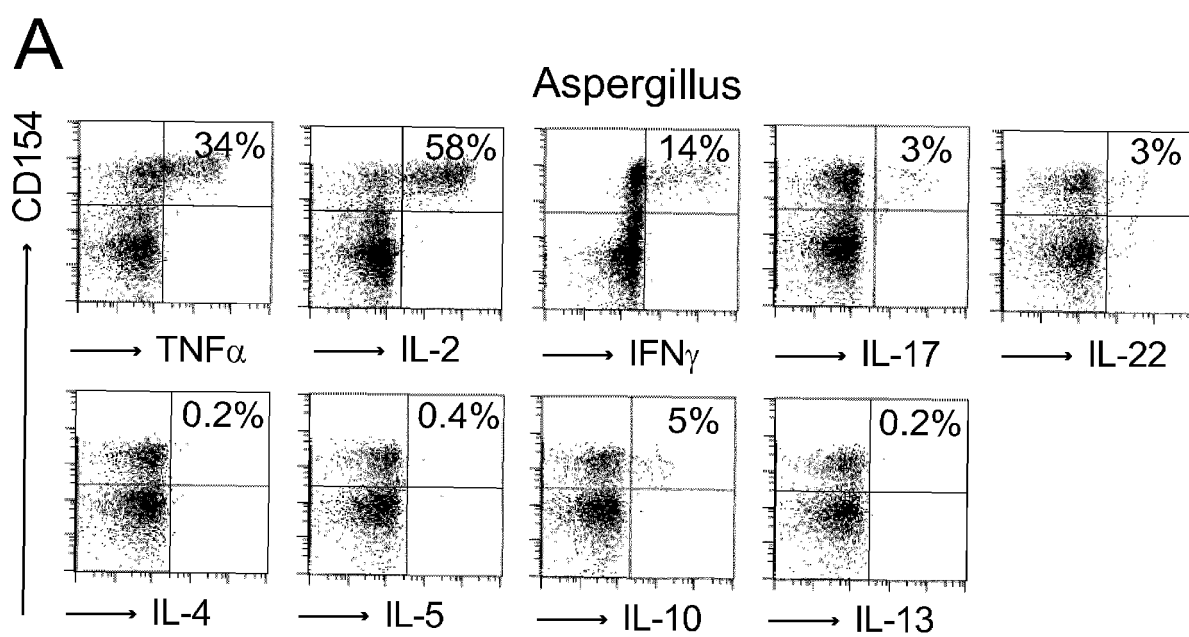 A
Aspergillus
CD154
34%
58%
14%
3%
3%
TNFα
IL-2
IFNγ
IL-17
IL-22
0.2%
0.4%
5%
0.2%
IL-4
IL-5
IL-10
IL-13